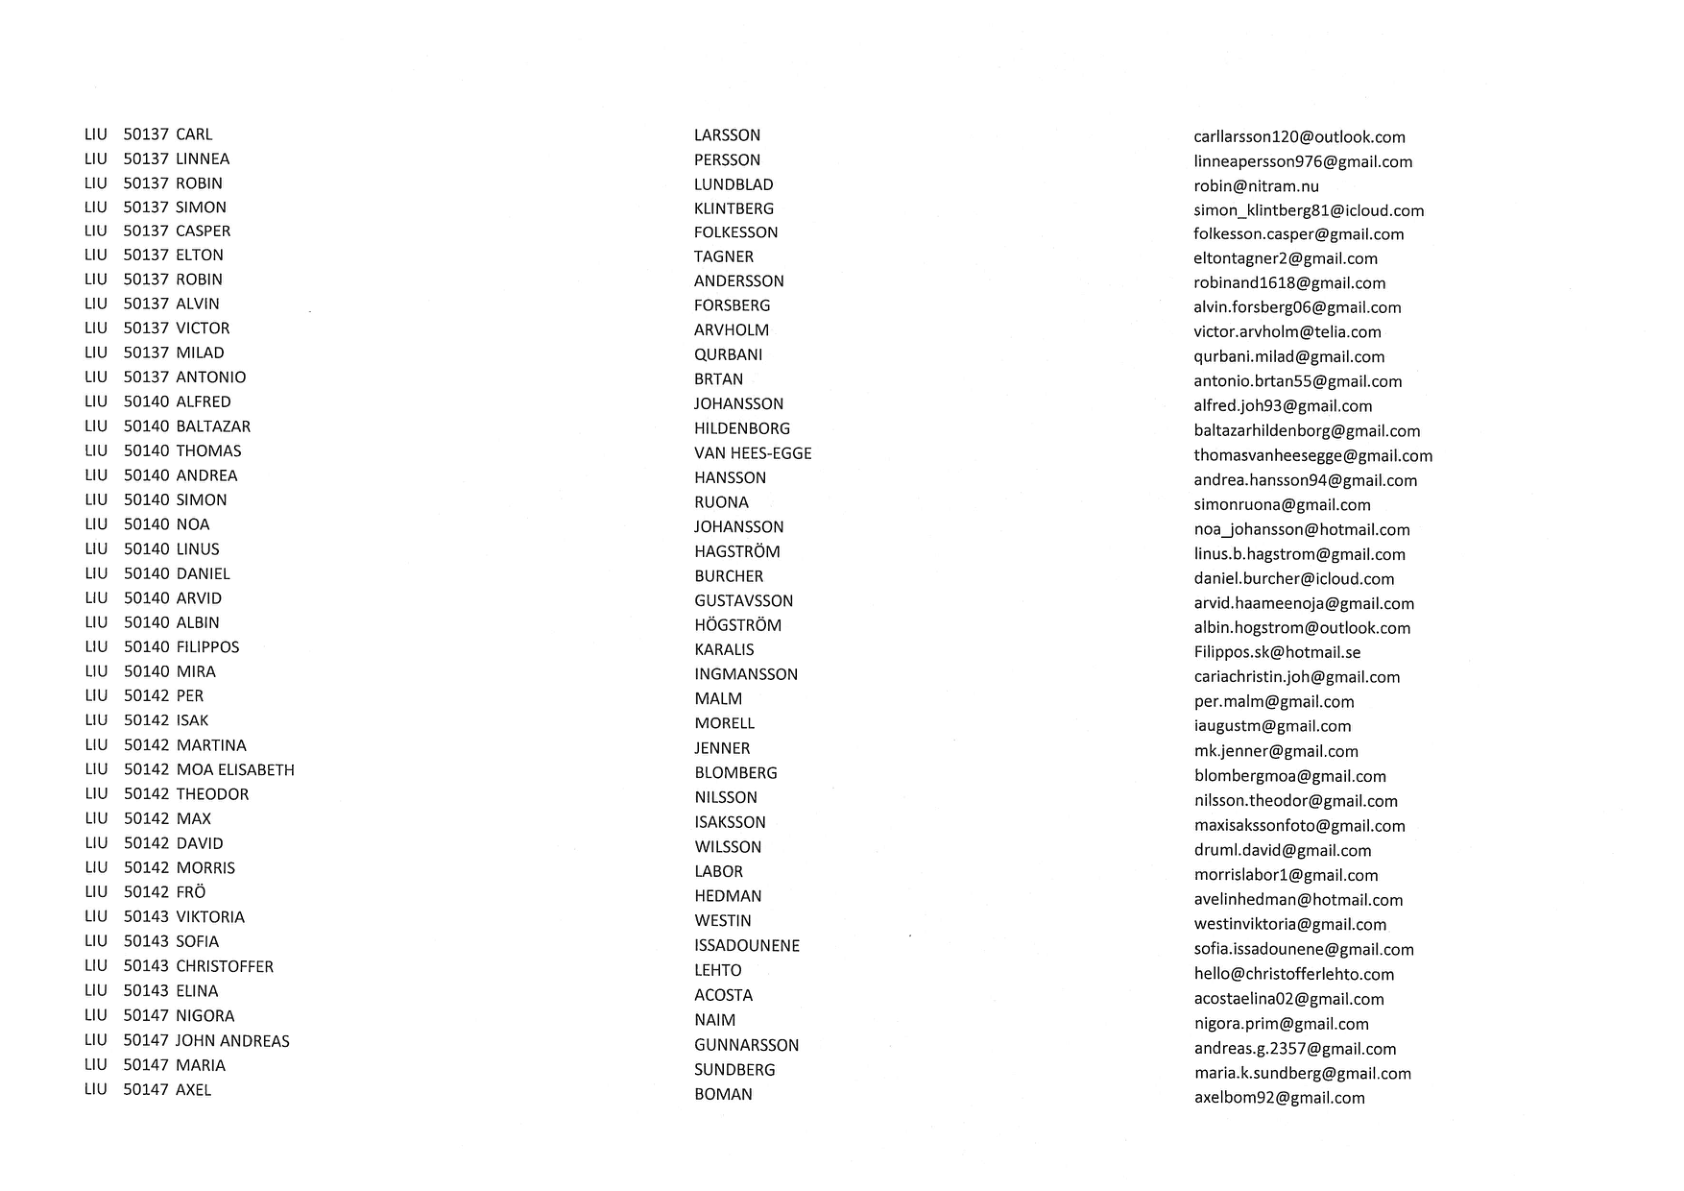 LIU 50137 CARL LARSSON carllarsson120@outlook.com
LIU 50137 LINNEA PERSSON linneapersson976@gmail.com
LIU 50137 ROBIN LUNDBLAD robin@nitram.nu
LIU 50137 SIMON KLINTBERG simon_klintberg81@icloud.com
LIU 50137 CASPER FOLKESSON folkesson.casper@gmail.com
LIU 50137 ELTON TAGNER eltontagner2@gmail.com
LIU 50137 ROBIN ANDERSSON robinand1618@gmail.com
LIU 50137 ALVIN FORSBERG alvin.forsberg06@gmail.com
LIU 50137 VICTOR ARVHOLM victor.arvholm@telia.com
LIU 50137 MILAD QURBANI qurbani.milad@gmail.com
LIU 50137 ANTONIO BRTAN antonio.brtan55@gmail.com
LIU 50140 ALFRED JOHANSSON alfred.joh93@gmail.com
LIU 50140 BALTAZAR HILDENBORG baltazarhildenborg@gmail.com
LIU 50140 THOMAS VAN HEES-EGGE thomasvanheesegge@gmail.com
LIU 50140 ANDREA HANSSON andrea.hansson94@gmail.com
LIU 50140 SIMON RUONA simonruona@gmail.com
LIU 50140 NOA JOHANSSON noa_johansson@hotmail.com
LIU 50140 LINUS HAGSTRÖM linus.b.hagstrom@gmail.com
LIU 50140 DANIEL BURCHER daniel.burcher@icloud.com
LIU 50140 ARVID GUSTAVSSON arvid.haameenoja@gmail.com
LIU 50140 ALBIN HÖGSTRÖM albin.hogstrom@outlook.com
LIU 50140 FILIPPOS KARALIS Filippos.sk@hotmail.se
LIU 50140 MIRA INGMANSSON cariachristin.joh@gmail.com
LIU 50142 PER MALM per.malm@gmail.com
LIU 50142 ISAK MORELL iaugustm@gmail.com
LIU 50142 MARTINA JENNER mk.jenner@gmail.com
LIU 50142 MOA ELISABETH BLOMBERG blombergmoa@gmail.com
LIU 50142 THEODOR NILSSON nilsson.theodor@gmail.com
LIU 50142 MAX ISAKSSON maxisakssonfoto@gmail.com
LIU 50142 DAVID WILSSON druml.david@gmail.com
LIU 50142 MORRIS LABOR morrislabor1@gmail.com
LIU 50142 FRÖ HEDMAN avelinhedman@hotmail.com
LIU 50143 VIKTORIA WESTIN westinviktoria@gmail.com
LIU 50143 SOFIA ISSADOUNENE sofia.issadounene@gmail.com
LIU 50143 CHRISTOFFER LEHTO hello@christofferlehto.com
LIU 50143 ELINA ACOSTA acostaelina02@gmail.com
LIU 50147 NIGORA NAIM nigora.prim@gmail.com
LIU 50147 JOHN ANDREAS GUNNARSSON andreas.g.2357@gmail.com
LIU 50147 MARIA SUNDBERG maria.k.sundberg@gmail.com
LIU 50147 AXEL BOMAN axelbom92@gmail.com